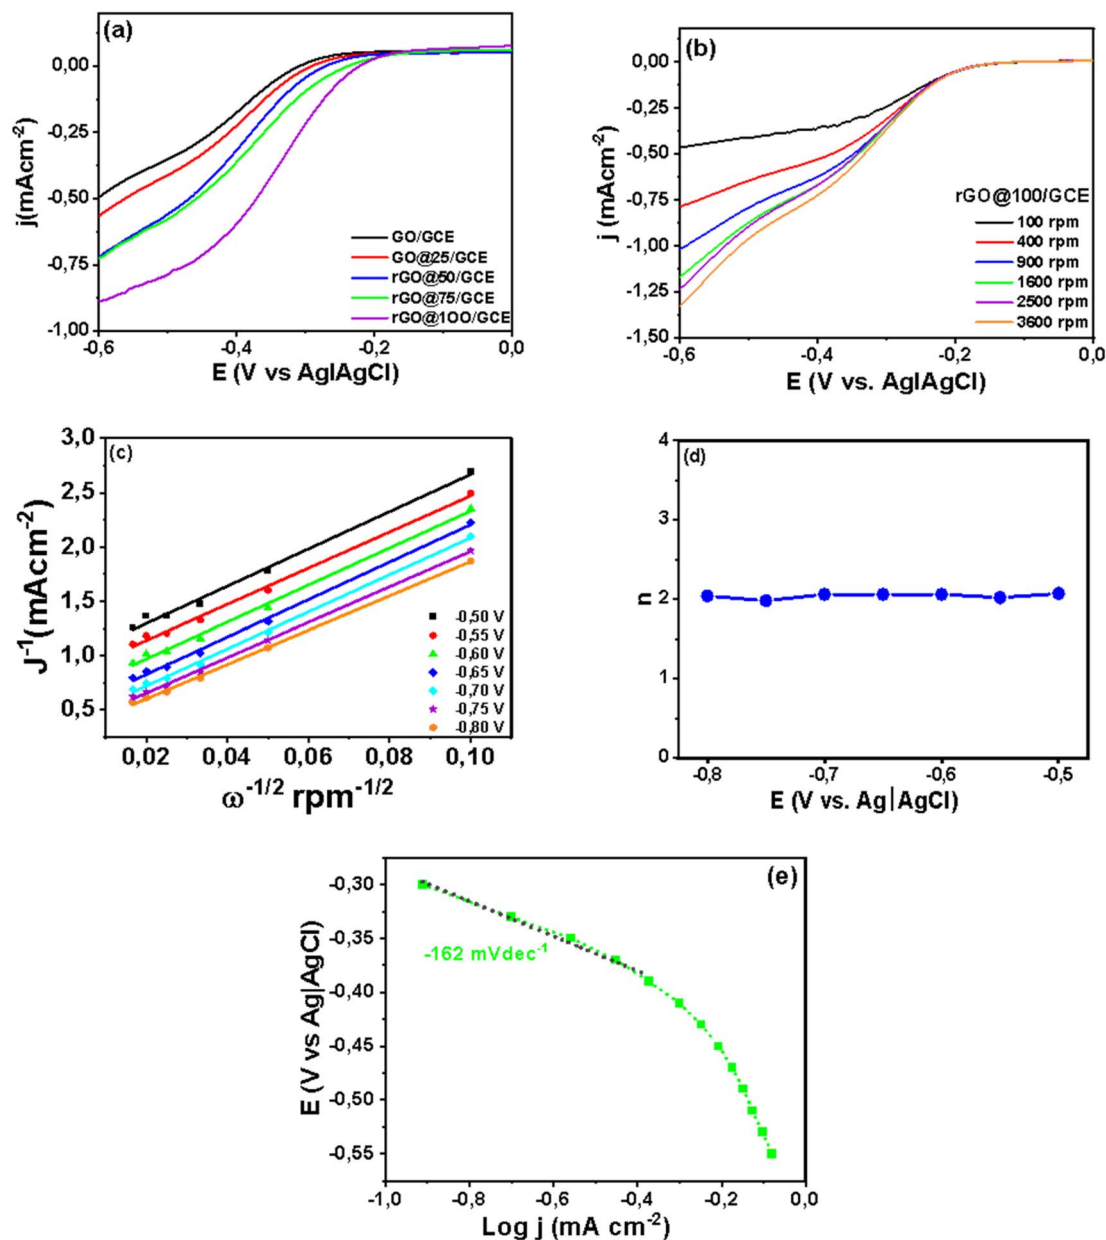 (a)
0,00
-0,25
-0,50
-0,75
-1,00
j(mAcm-2)
GO/GCE
GO@25/GCE
rGO@50/GCE
rGO@75/GCE
rGO@100/GCE
-0,6
-0,4
-0,2
0,0
E (V vs Ag|AgCl)
(b)
0,00
-0,25
-0,50
-0,75
-1,00
-1,25
-1,50
j (mAcm-2)
rGO@100/GCE
100 rpm
400 rpm
900 rpm
1600 rpm
2500 rpm
3600 rpm
-0,6
-0,4
-0,2
0,0
E (V vs. Ag|AgCl)
(c)
3,0
2,5
2,0
1,5
1,0
0,5
J-1(mAcm-2)
-0,50 V
-0,55 V
-0,60 V
-0,65 V
-0,70 V
-0,75 V
-0,80 V
0,02
0,04
0,06
0,08
0,10
ω-1/2 rpm-1/2
(d)
4
3
2
1
0
n
-0,8
-0,7
-0,6
-0,5
E (V vs. Ag|AgCl)
(e)
-0,30
-0,35
-0,40
-0,45
-0,50
-0,55
E (V vs Ag|AgCl)
-162 mVdec-1
-1,0
-0,8
-0,6
-0,4
-0,2
0,0
Log j (mA cm-2)